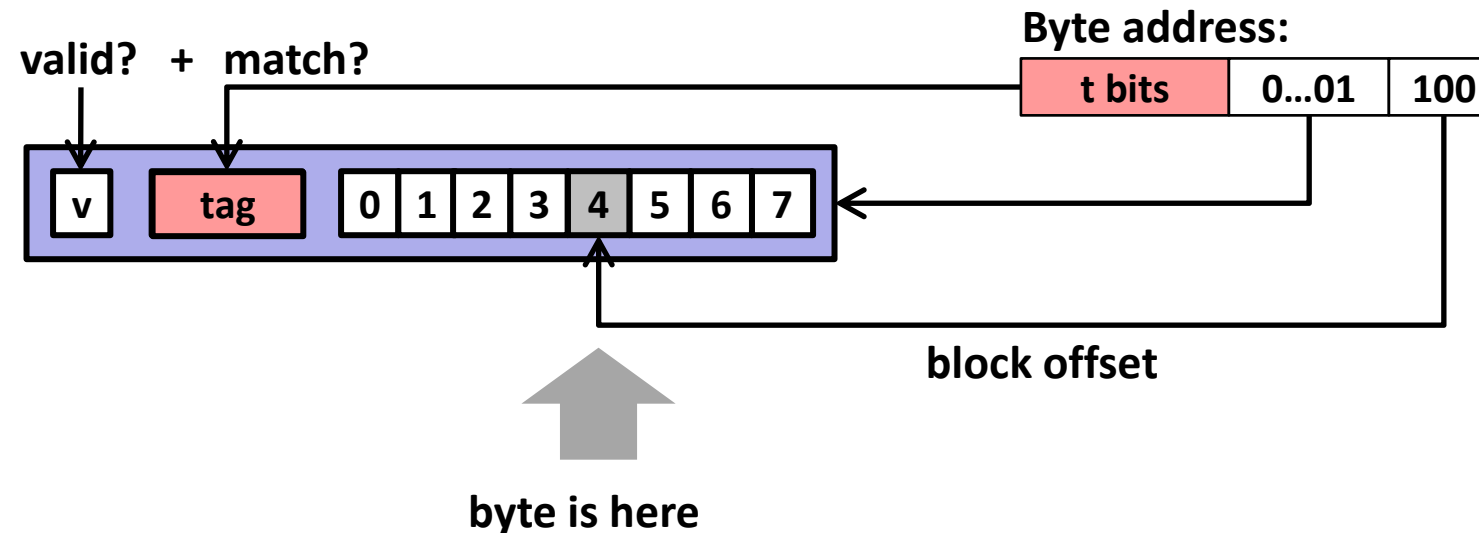 Byte address:
valid? + match?
t bits 0...01 100
v tag 0 1 2 3 4 5 6 7
block offset
byte is here